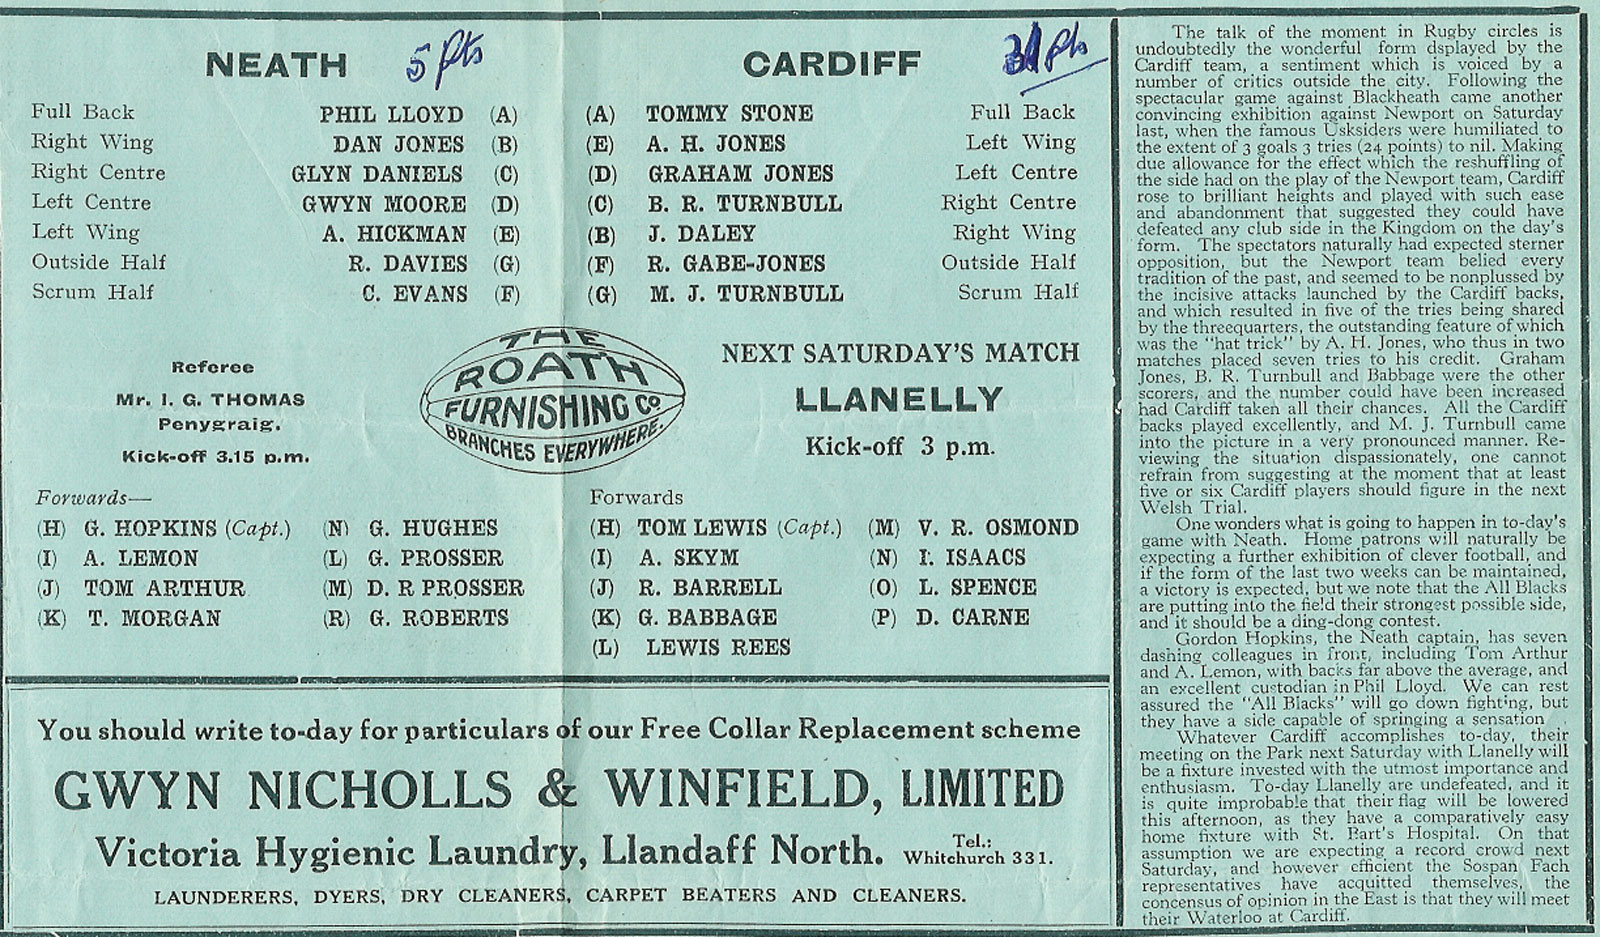 NEATH 5 pts
Full Back PHIL LLOYD (A)
Right Wing DAN JONES (B)
Right Centre GLYN DANIELS (C)
Left Centre GWYN MOORE (D)
Left Wing A. HICKMAN (E)
Outside Half R. DAVIES (G)
Scrum Half C. EVANS (F)
CARDIFF pts
(A) TOMMY STONE Full Back
(E) A. H. JONES Left Wing
(D) GRAHAM JONES Left Centre
(C) B. R. TURNBULL Right Centre
(B) J. DALEY Right Wing
(F) R. GABE-JONES Outside Half
(G) M. J. TURNBULL Scrum Half
Referee
Mr. I. G. THOMAS
Penygraig.
Kick-off 3.15 p.m.
THE
ROATH
FURNISHING Co
BRANCHES EVERYWHERE.
NEXT SATURDAY'S MATCH
LLANELLY
Kick-off 3 p.m.
Forwards—
(H) G. HOPKINS (Capt.) (N) G. HUGHES
(I) A. LEMON (L) G. PROSSER
(J) TOM ARTHUR (M) D. R PROSSER
(K) T. MORGAN (R) G. ROBERTS
Forwards
(H) TOM LEWIS (Capt.) (M) V. R. OSMOND
(I) A. SKYM (N) I. ISAACS
(J) R. BARRELL (O) L. SPENCE
(K) G. BABBAGE (P) D. CARNE
(L) LEWIS REES
You should write to-day for particulars of our Free Collar Replacement scheme
GWYN NICHOLLS & WINFIELD, LIMITED
Victoria Hygienic Laundry, Llandaff North. Tel.:
Whitchurch 331.
LAUNDERERS, DYERS, DRY CLEANERS, CARPET BEATERS AND CLEANERS.
The talk of the moment in Rugby circles is
undoubtedly the wonderful form dsplayed by the
Cardiff team, a sentiment which is voiced by a
number of critics outside the city. Following the
spectacular game against Blackheath came another
convincing exhibition against Newport on Saturday
last, when the famous Usksiders were humiliated to
the extent of 3 goals 3 tries (24 points) to nil. Making
due allowance for the effect which the reshuffling of
the side had on the play of the Newport team, Cardiff
rose to brilliant heights and played with such ease
and abandonment that suggested they could have
defeated any club side in the Kingdom on the day's
form. The spectators naturally had expected sterner
opposition, but the Newport team belied every
tradition of the past, and seemed to be nonplussed by
the incisive attacks launched by the Cardiff backs,
and which resulted in five of the tries being shared
by the threequarters, the outstanding feature of which
was the "hat trick" by A. H. Jones, who thus in two
matches placed seven tries to his credit. Graham
Jones, B. R. Turnbull and Babbage were the other
scorers, and the number could have been increased
had Cardiff taken all their chances. All the Cardiff
backs played excellently, and M. J. Turnbull came
into the picture in a very pronounced manner. Re-
viewing the situation dispassionately, one cannot
refrain from suggesting at the moment that at least
five or six Cardiff players should figure in the next
Welsh Trial.
One wonders what is going to happen in to-day's
game with Neath. Home patrons will naturally be
expecting a further exhibition of clever football, and
if the form of the last two weeks can be maintained,
a victory is expected, but we note that the All Blacks
are putting into the field their strongest possible side,
and it should be a ding-dong contest.
Gordon Hopkins, the Neath captain, has seven
dashing colleagues in front, including Tom Arthur
and A. Lemon, with backs far above the average, and
an excellent custodian in Phil Lloyd. We can rest
assured the "All Blacks" will go down fighting, but
they have a side capable of springing a sensation .
Whatever Cardiff accomplishes to-day, their
meeting on the Park next Saturday with Llanelly will
be a fixture invested with the utmost importance and
enthusiasm. To-day Llanelly are undefeated, and it
is quite improbable that their flag will be lowered
this afternoon, as they have a comparatively easy
home fixture with St. Bart's Hospital. On that
assumption we are expecting a record crowd next
Saturday, and however efficient the Sospan Fach
representatives have acquitted themselves, the
concensus of opinion in the East is that they will meet
their Waterloo at Cardiff.